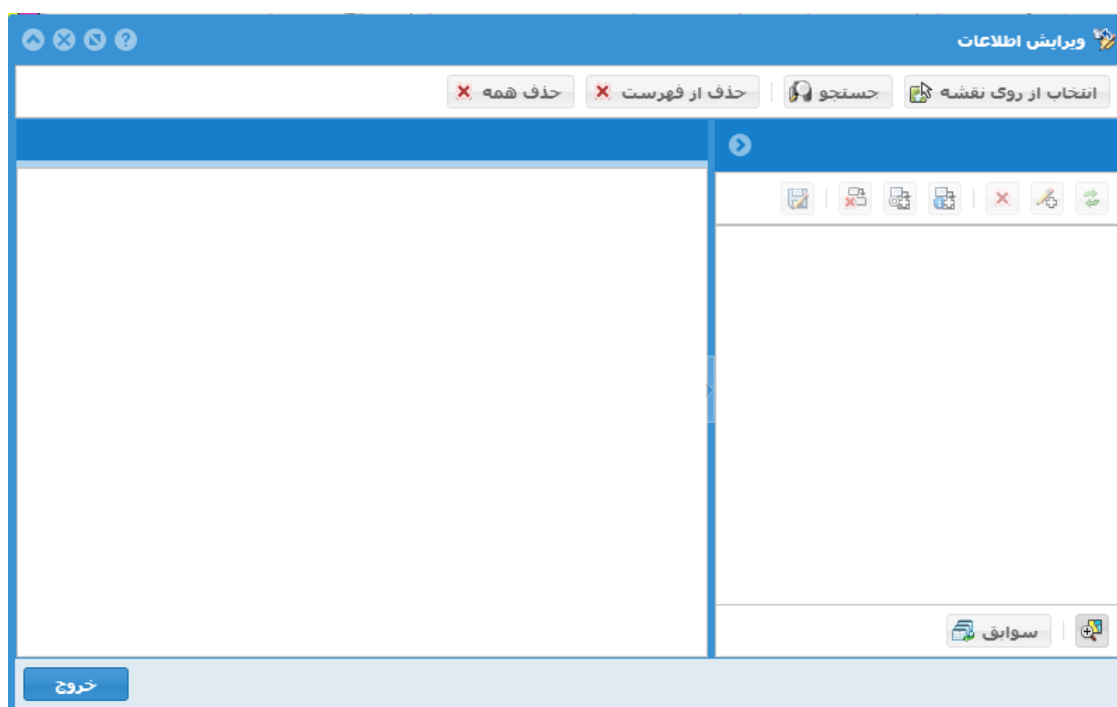 ویرایش اطلاعات
انتخاب از روی نقشه جستجو حذف از فهرست حذف همه
سوابق
خروج